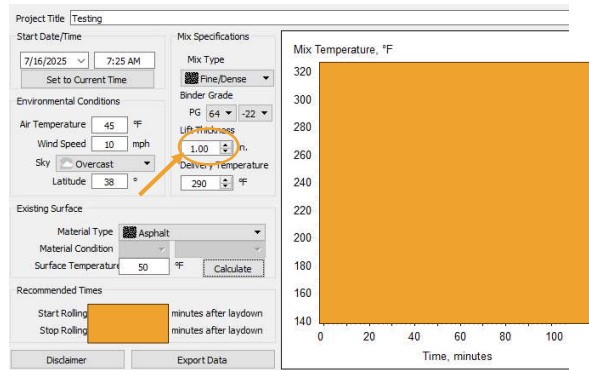 Project Title Testing
Start Date/Time
7/16/2025 7:25 AM
Set to Current Time
Environmental Conditions
Air Temperature 45 °F
Wind Speed 10 mph
Sky Overcast
Latitude 38 °
Mix Specifications
Mix Type
Fine/Dense
Binder Grade
PG 64 -22
Lift Thickness
1.00 in.
Delivery Temperature
290 °F
Existing Surface
Material Type Asphalt
Material Condition
Surface Temperature 50 °F Calculate
Recommended Times
Start Rolling minutes after laydown
Stop Rolling minutes after laydown
Disclaimer Export Data
Mix Temperature, °F
320
300
280
260
240
220
200
180
160
140
0 20 40 60 80 100
Time, minutes